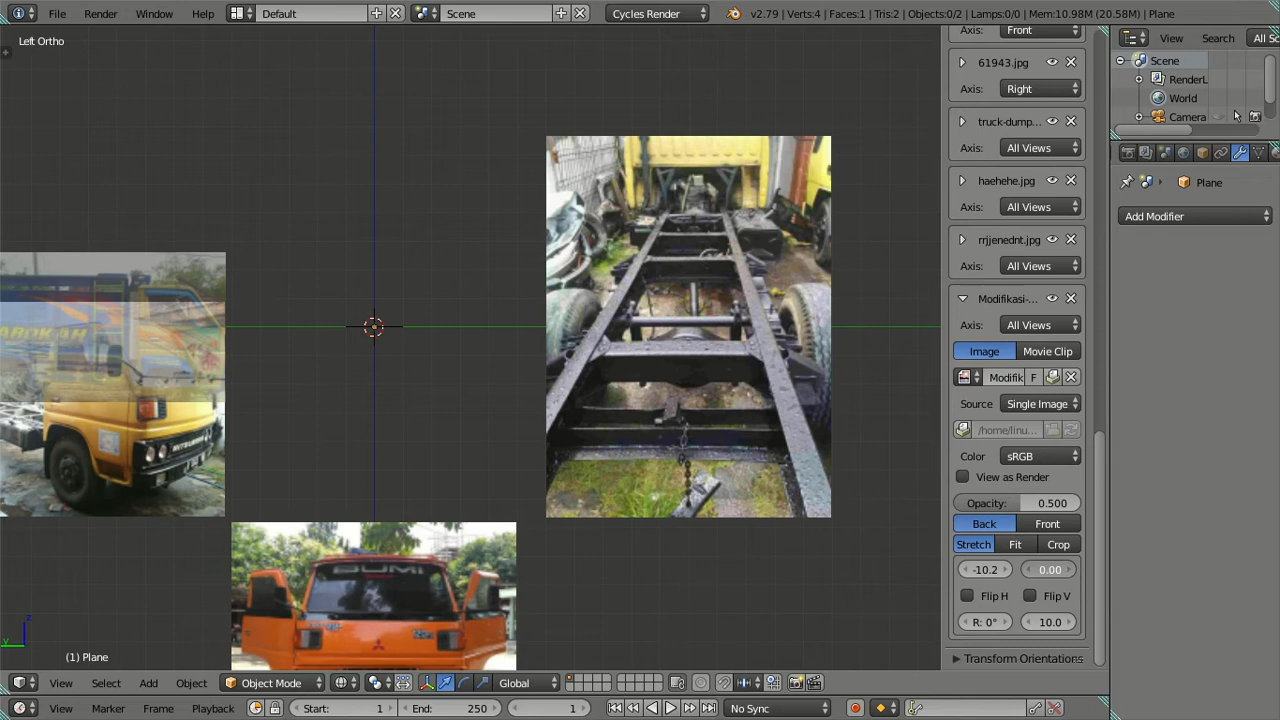 File Render Window Help Default Scene Cycles Render v2.79 | Verts:4 | Faces:1 | Tris:2 | Objects:0/2 | Lamps:0/0 | Mem:10.98M (20.58M) | Plane
Left Ortho
Axis: Front
61943.jpg
Axis: Right
truck-dump...
Axis: All Views
haehehe.jpg
Axis: All Views
rrjjenednt.jpg
Axis: All Views
Modifikasi-...
Axis: All Views
Image Movie Clip
Modifik F
Source Single Image
/home/linu...
Color sRGB
View as Render
Opacity: 0.500
Back Front
Stretch Fit Crop
-10.2 0.00
Flip H Flip V
R: 0° 10.0
Transform Orientations
View Search All Sc
Scene
RenderL
World
Camera
Plane
Add Modifier
BUMI
z
y
(1) Plane
View Select Add Object Object Mode Global
View Marker Frame Playback Start: 1 End: 250 1 No Sync